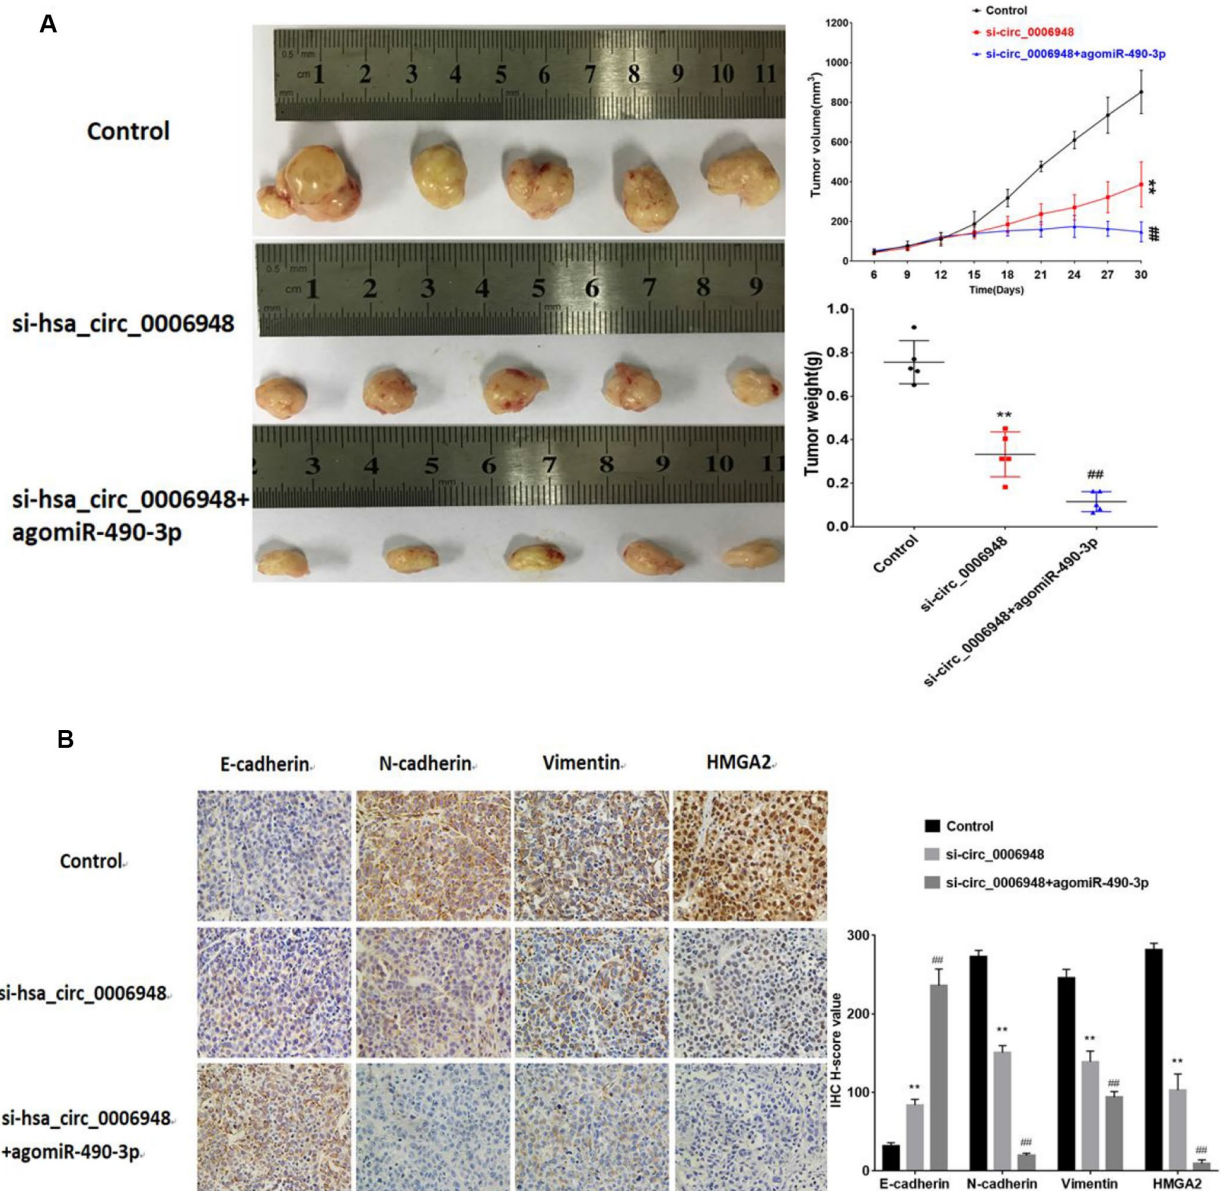 A
Control
0.5 mm
cm 1 2 3 4 5 6 7 8 9 10 11
mm
mm
si-hsa_circ_0006948
0.5 mm
cm 1 2 3 4 5 6 7 8 9
mm
mm
si-hsa_circ_0006948+
agomiR-490-3p
2 3 4 5 6 7 8 9 10 11
mm
Control
si-circ_0006948
si-circ_0006948+agomiR-490-3p
Tumor volume(mm3)
1200
1000
800
600
400
200
0
**
##
6 9 12 15 18 21 24 27 30
Time(Days)
Tumor weight(g)
1.0
0.8
0.6
0.4
0.2
0.0
**
##
Control
si-circ_0006948
si-circ_0006948+agomiR-490-3p
B
E-cadherin N-cadherin Vimentin HMGA2
Control
si-hsa_circ_0006948
si-hsa_circ_0006948
+agomiR-490-3p
Control
si-circ_0006948
si-circ_0006948+agomiR-490-3p
IHC H-score value
300
200
100
0
** ##
** ##
** ##
** ##
E-cadherin N-cadherin Vimentin HMGA2